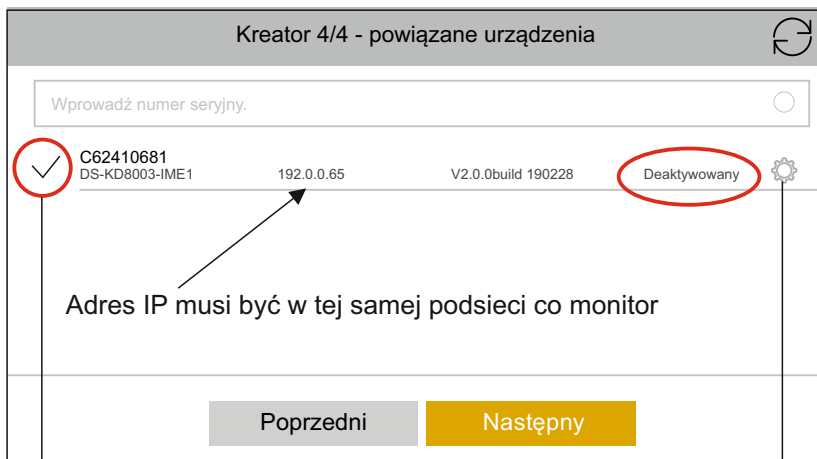 Kreator 4/4 - powiązane urządzenia
Wprowadź numer seryjny.
C62410681
DS-KD8003-IME1 192.0.0.65 V2.0.0build 190228 Deaktywowany
Adres IP musi być w tej samej podsieci co monitor
Poprzedni Następny